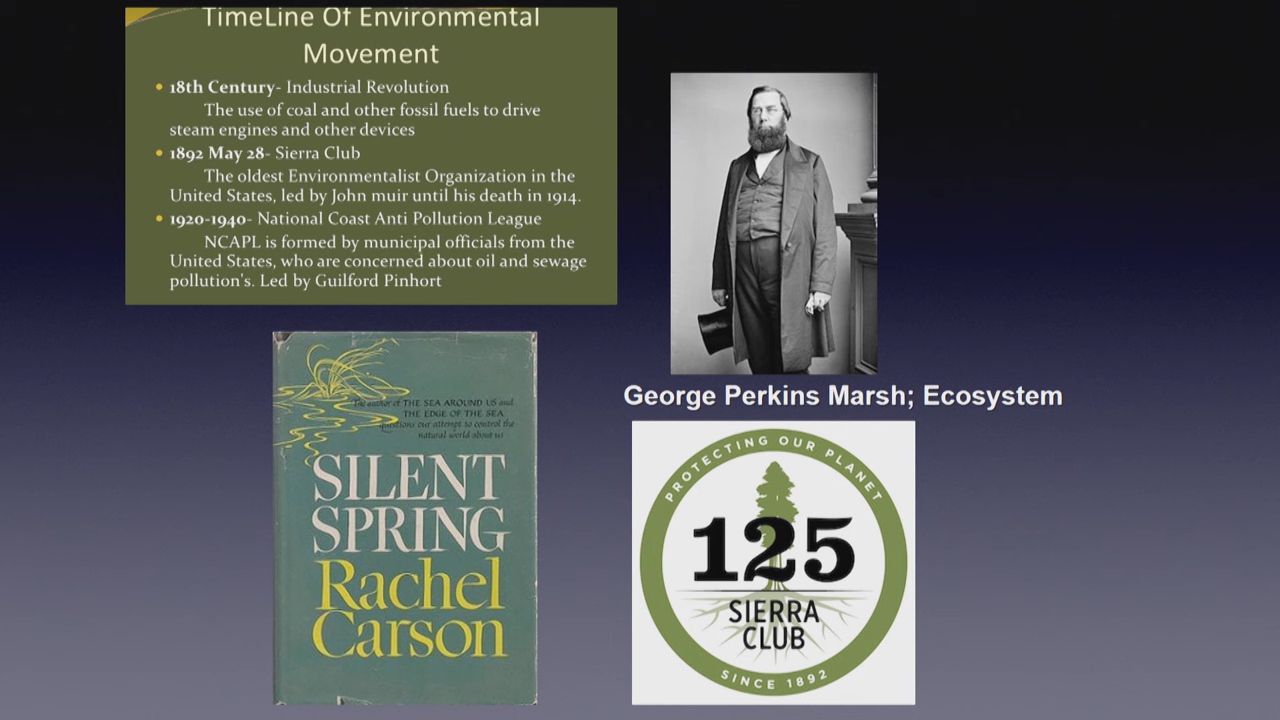 TimeLine Of Environmental
Movement
• 18th Century- Industrial Revolution
The use of coal and other fossil fuels to drive
steam engines and other devices
• 1892 May 28- Sierra Club
The oldest Environmentalist Organization in the
United States, led by John muir until his death in 1914.
• 1920-1940- National Coast Anti Pollution League
NCAPL is formed by municipal officials from the
United States, who are concerned about oil and sewage
pollution's. Led by Guilford Pinhort
George Perkins Marsh; Ecosystem
The author of THE SEA AROUND US and
THE EDGE OF THE SEA
questions our attempt to control the
natural world about us
SILENT
SPRING
Rachel
Carson
PROTECTING OUR PLANET
125
SIERRA
CLUB
SINCE 1892